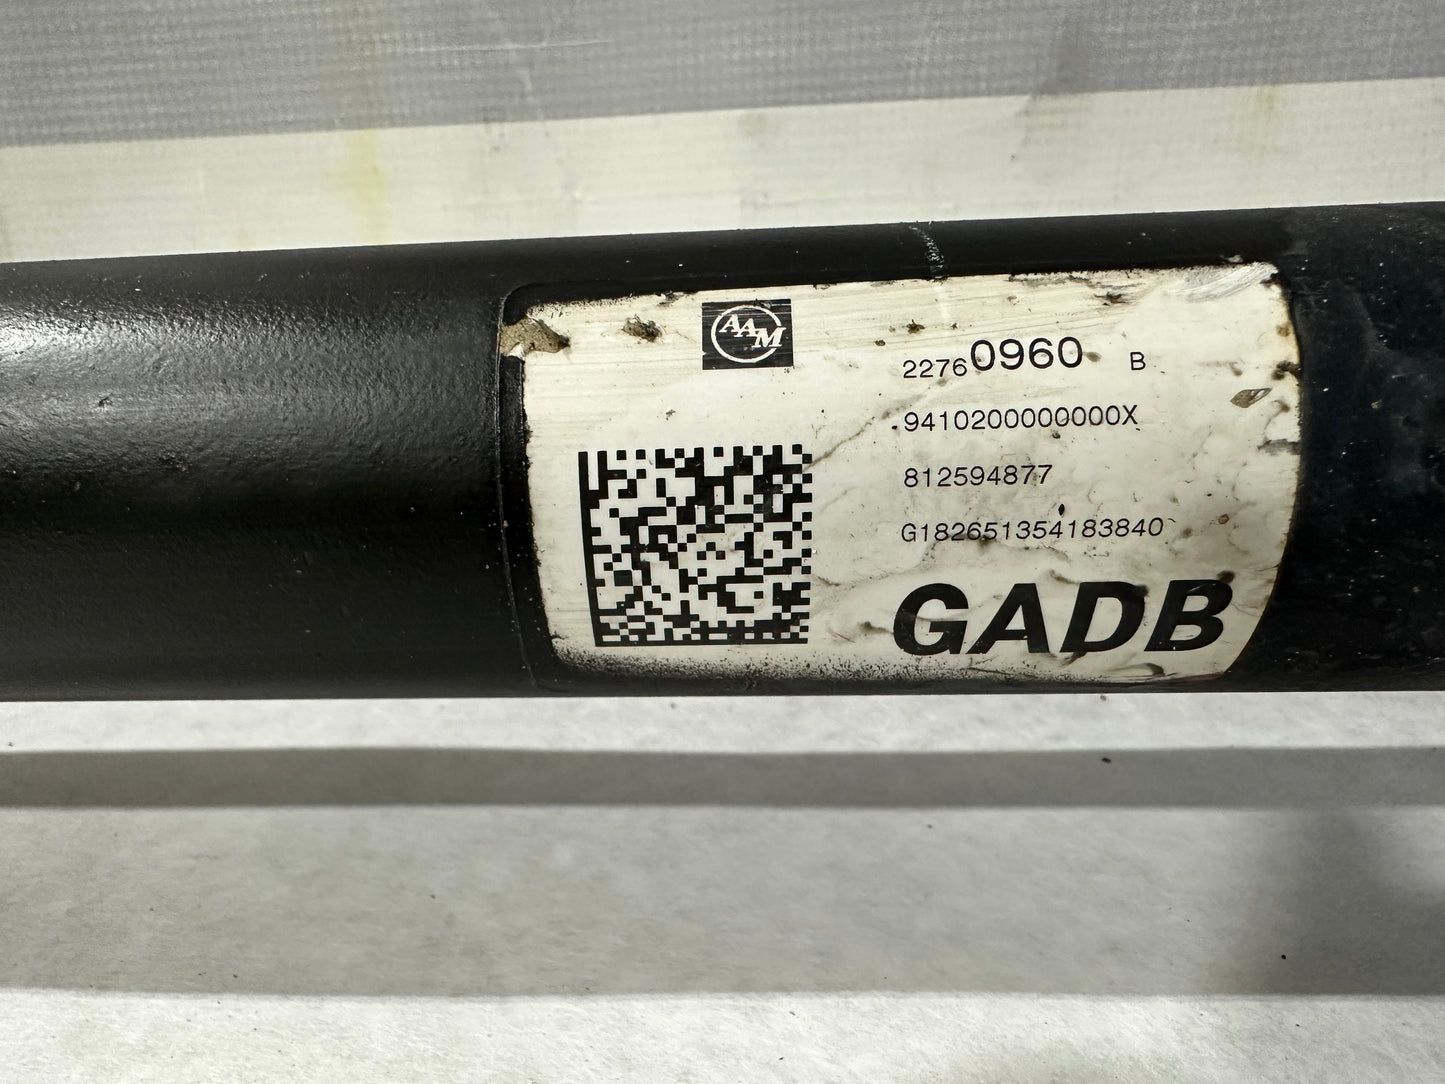 AAM
22760960 B
9410200000000X
812594877
G182651354183840
GADB